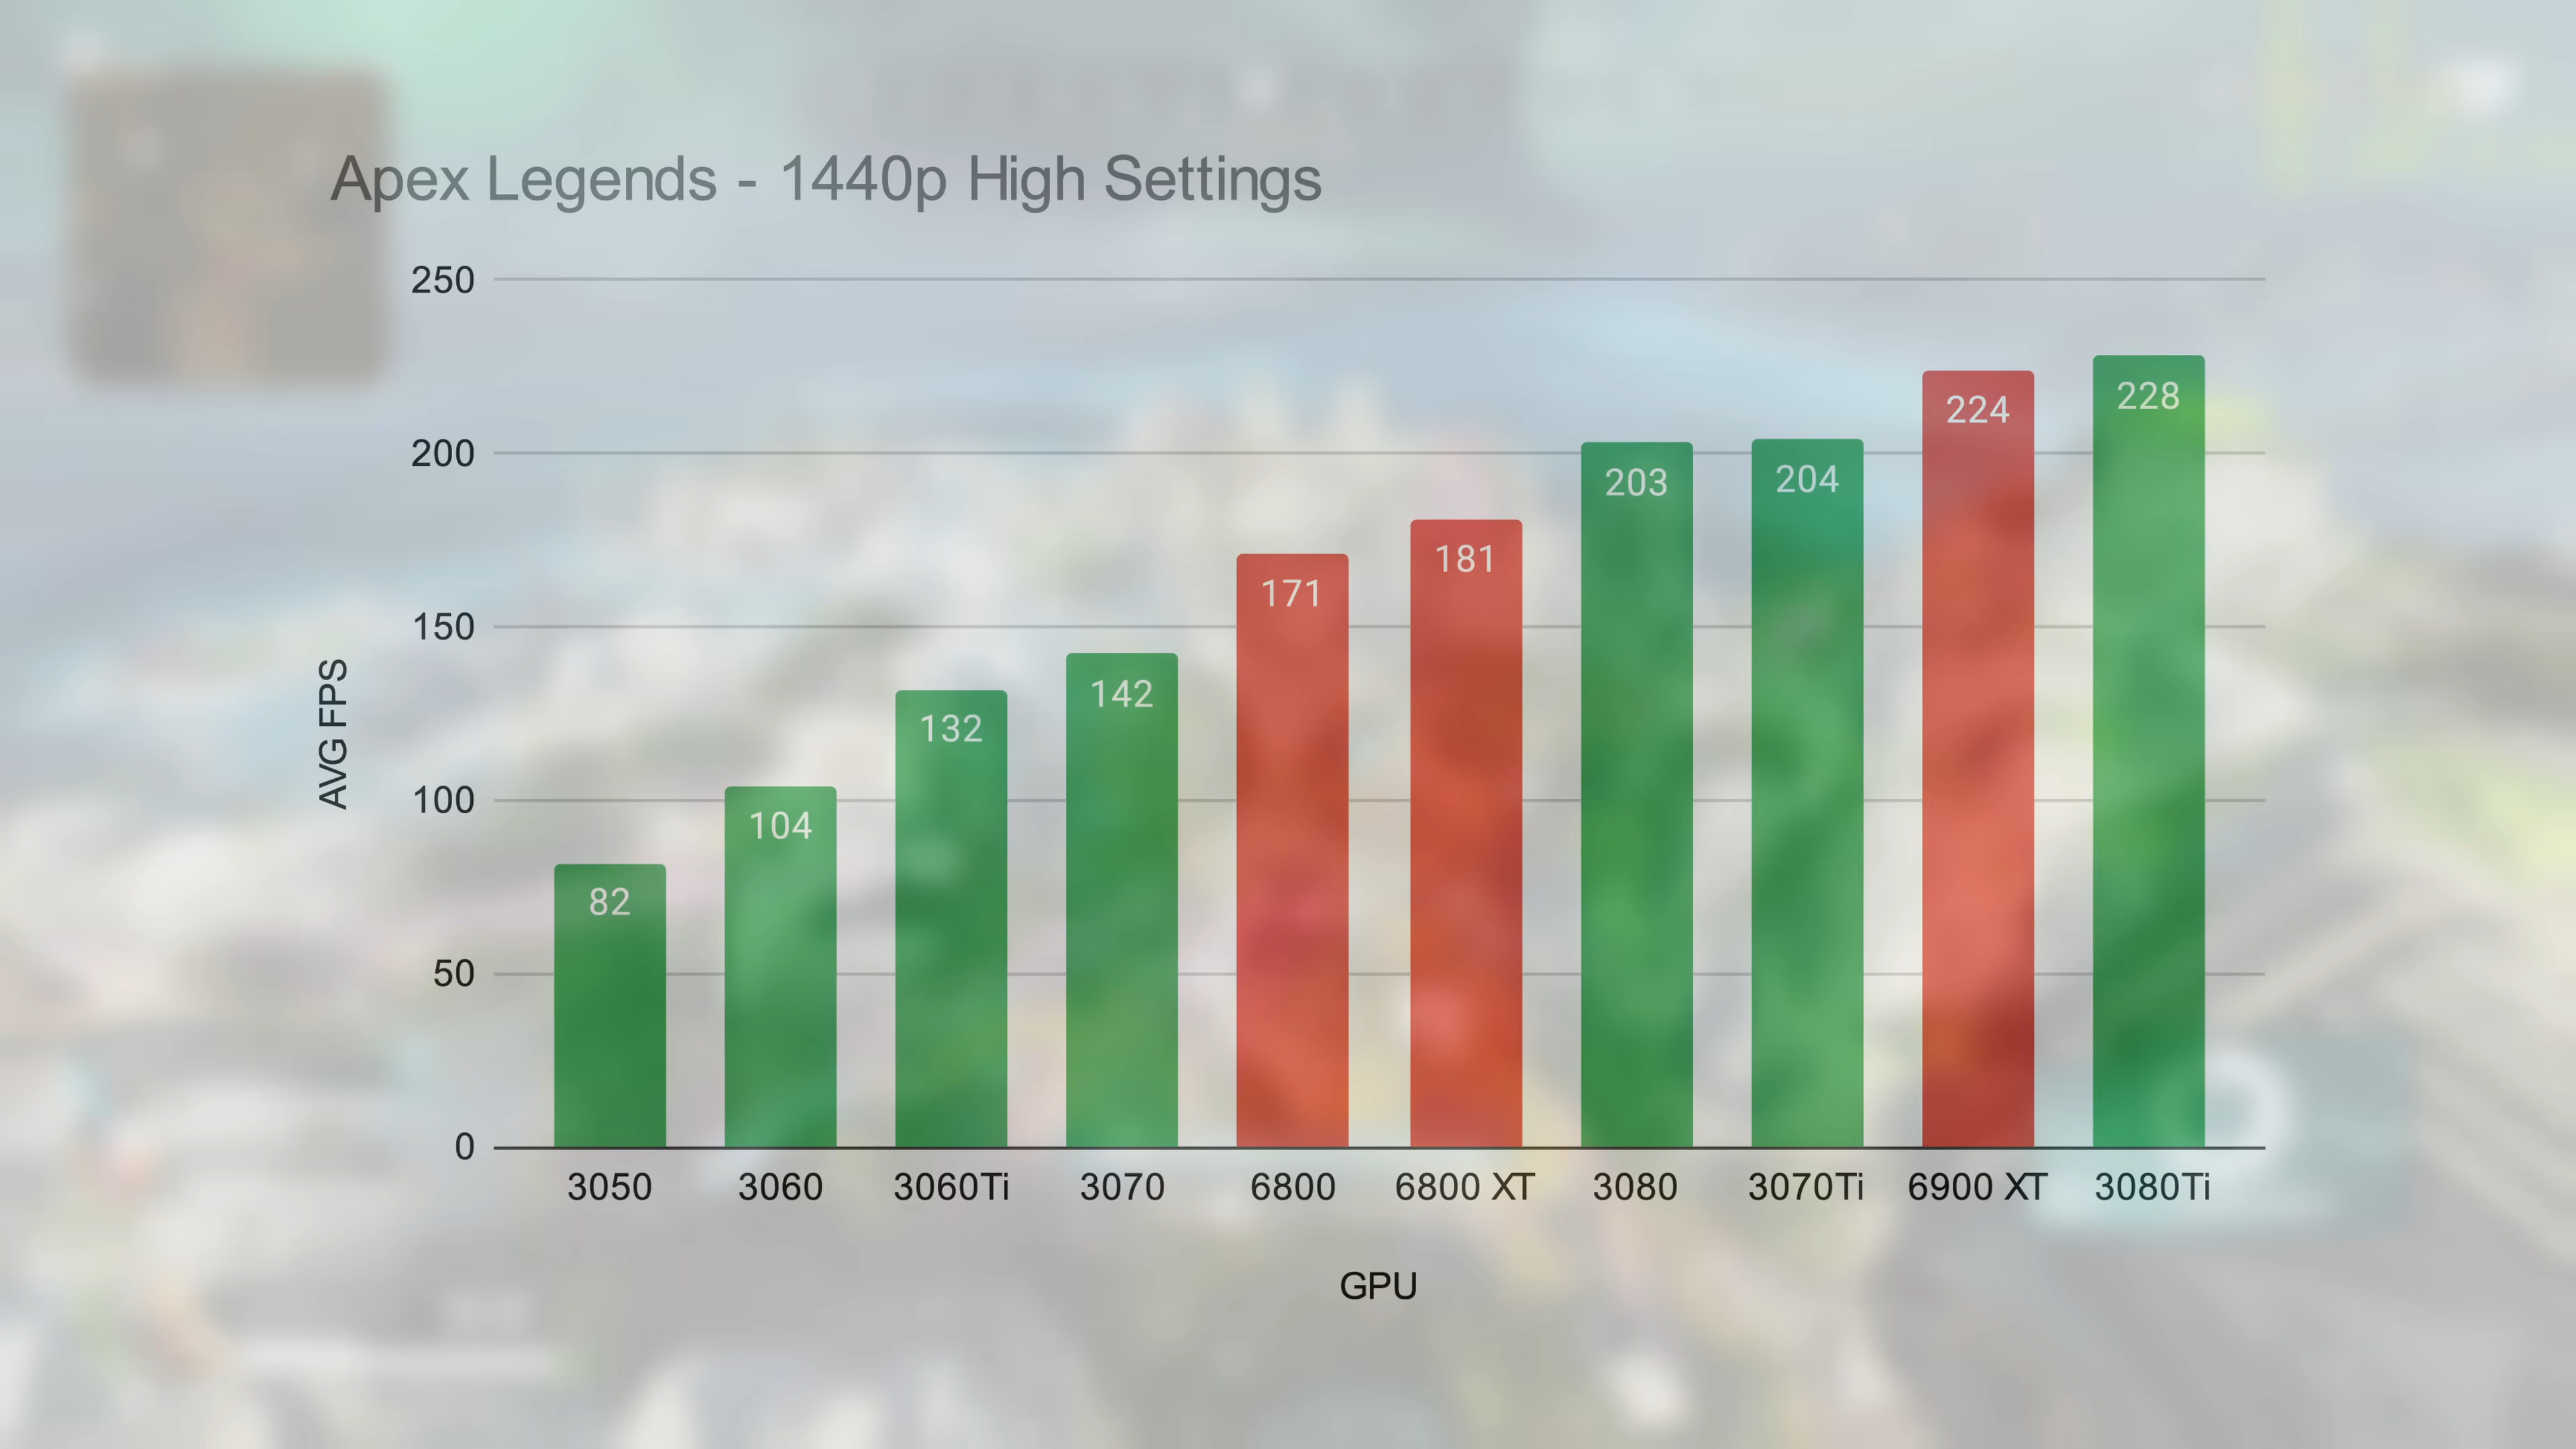 Apex Legends - 1440p High Settings
250
200
150
100
50
0
AVG FPS
82
104
132
142
171
181
203
204
224
228
3050
3060
3060Ti
3070
6800
6800 XT
3080
3070Ti
6900 XT
3080Ti
GPU